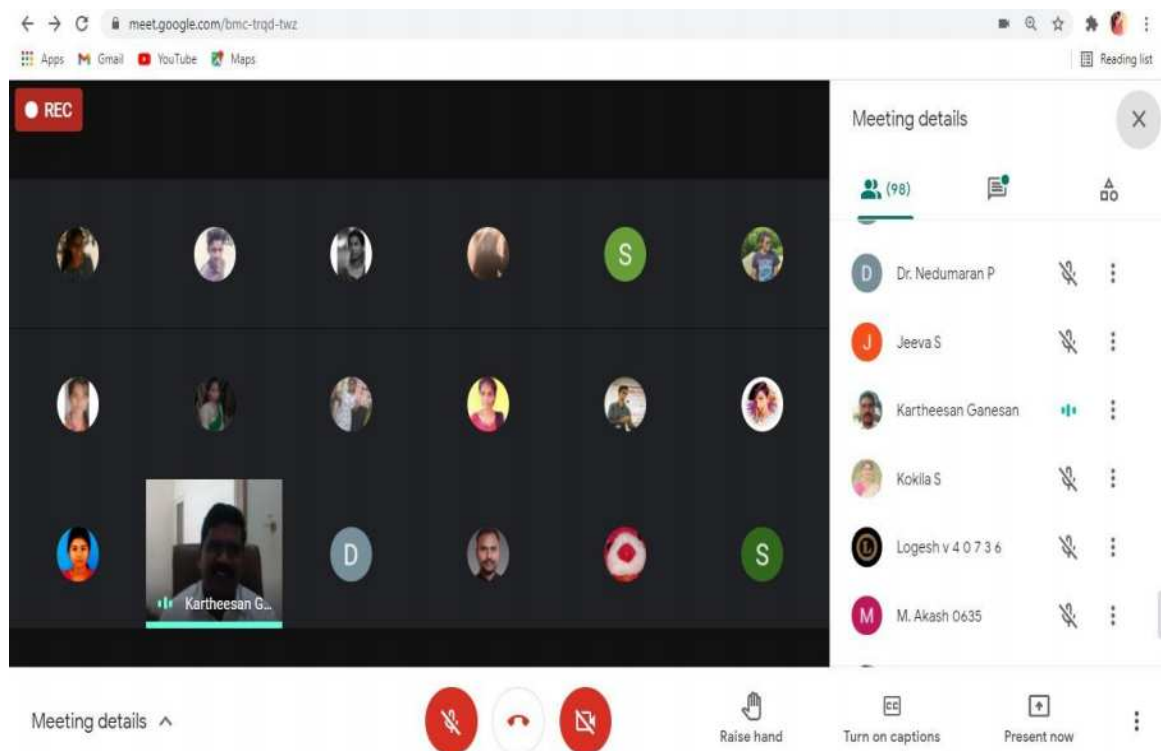 meet.google.com/bmc-trqd-twz
Apps Gmail YouTube Maps Reading list
REC
Meeting details
(98)
S
D Dr. Nedumaran P
J Jeeva S
Kartheesan Ganesan
Kokila S
L Logesh v 4 0 7 3 6
M M. Akash 0635
Kartheesan G...
D
S
Meeting details
Raise hand
CC Turn on captions
Present now